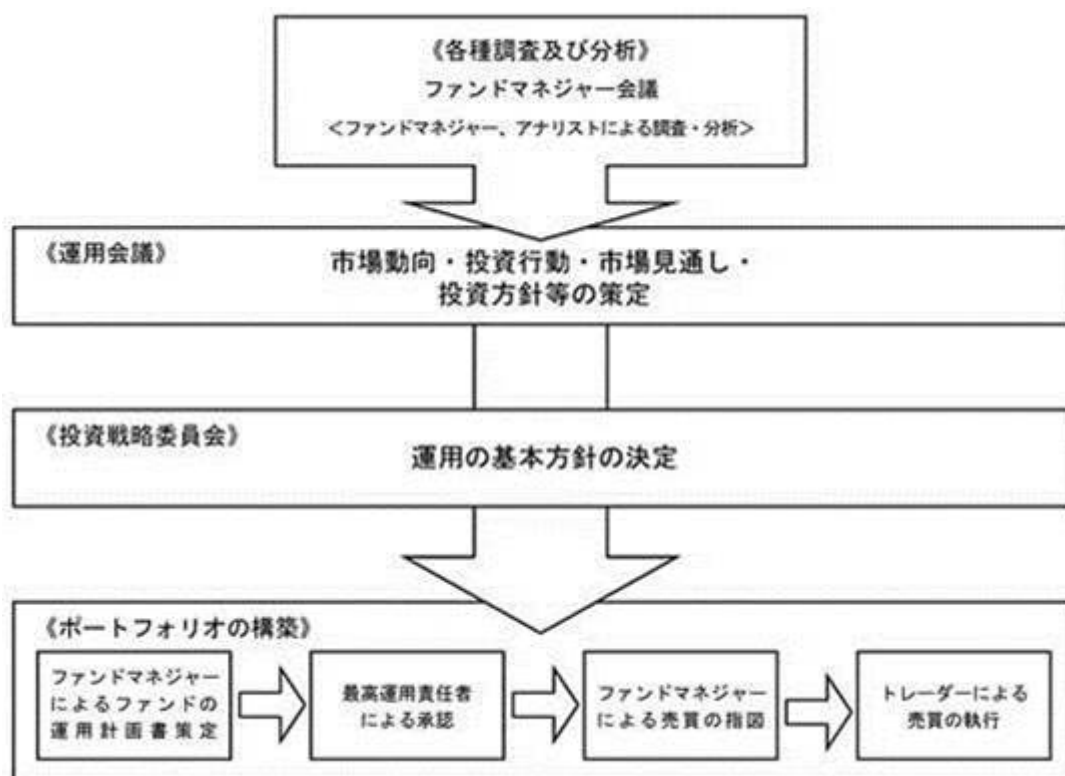 《各種調査及び分析》
ファンドマネジャー会議
＜ファンドマネジャー、アナリストによる調査・分析＞
《運用会議》
市場動向・投資行動・市場見通し・
投資方針等の策定
《投資戦略委員会》
運用の基本方針の決定
《ポートフォリオの構築》
ファンドマネジャー
によるファンドの
運用計画書策定
最高運用責任者
による承認
ファンドマネジャー
による売買の指図
トレーダーによる
売買の執行